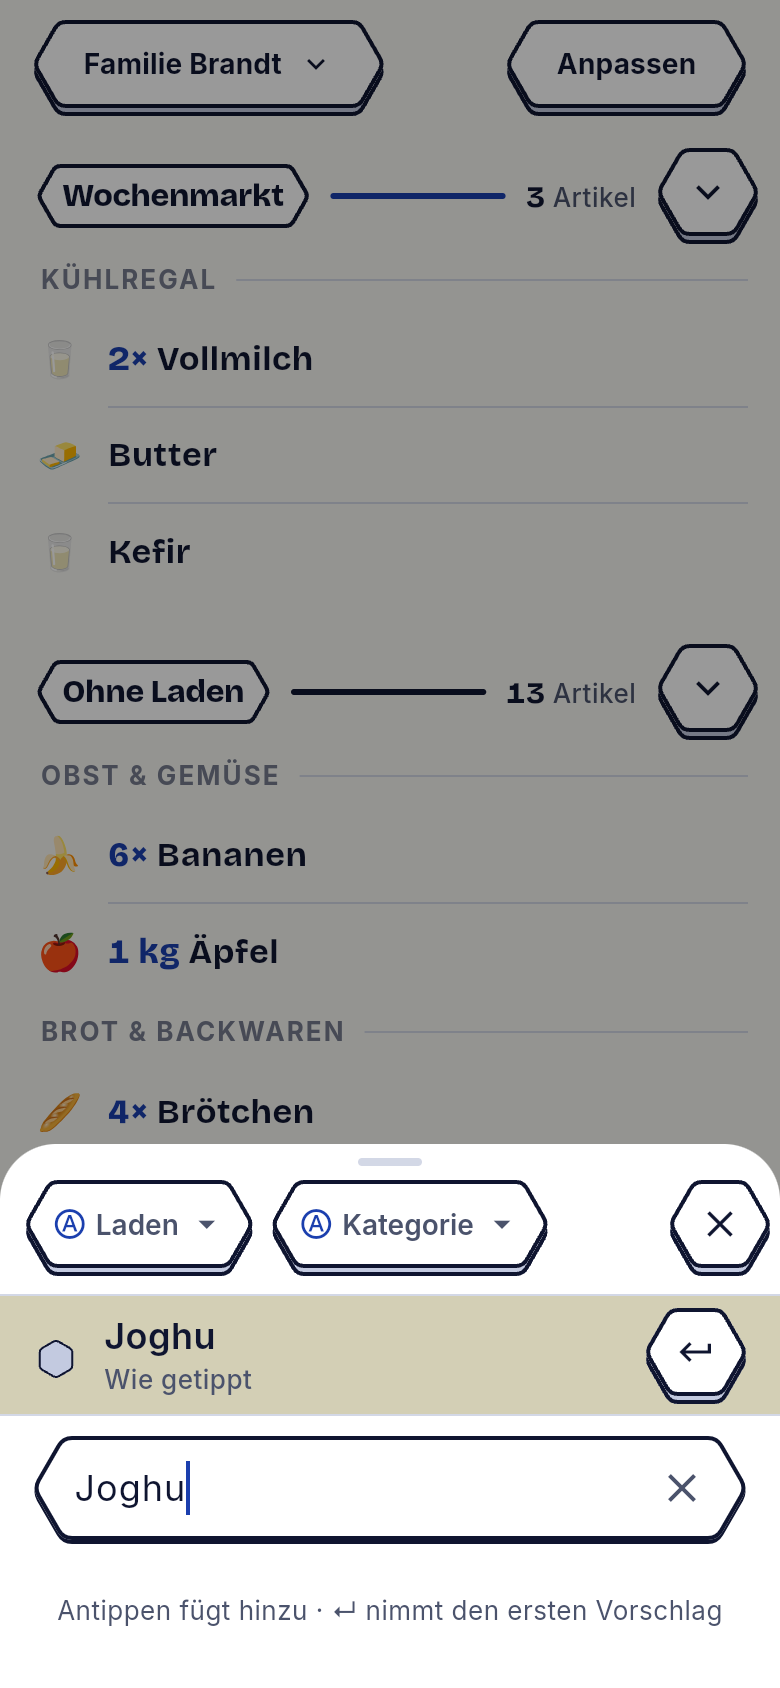 Familie Brandt
Anpassen
Wochenmarkt
3 Artikel
KÜHLREGAL
2× Vollmilch
Butter
Kefir
Ohne Laden
13 Artikel
OBST & GEMÜSE
6× Bananen
1 kg Äpfel
BROT & BACKWAREN
4× Brötchen
A Laden
A Kategorie
Joghu
Wie getippt
Joghu
Antippen fügt hinzu · ↵ nimmt den ersten Vorschlag